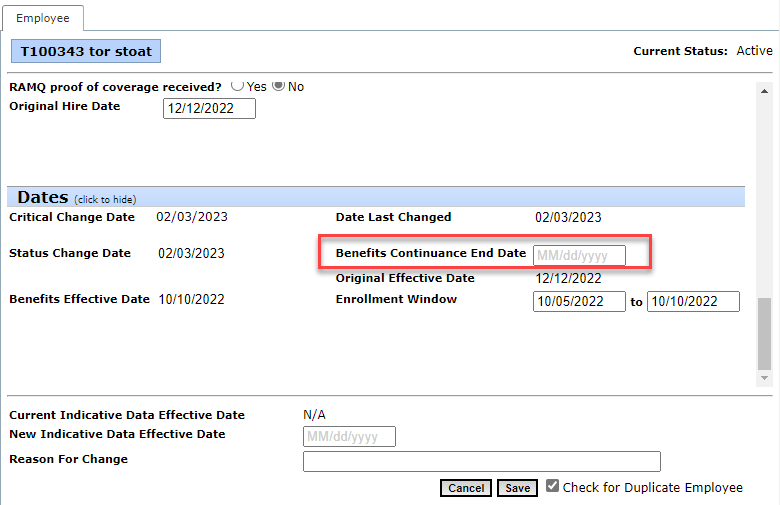 Employee
T100343 tor stoat Current Status: Active
RAMQ proof of coverage received? Yes No
Original Hire Date 12/12/2022
Dates (click to hide)
Critical Change Date 02/03/2023 Date Last Changed 02/03/2023
Status Change Date 02/03/2023 Benefits Continuance End Date MM/dd/yyyy
Original Effective Date 12/12/2022
Benefits Effective Date 10/10/2022 Enrollment Window 10/05/2022 to 10/10/2022
Current Indicative Data Effective Date N/A
New Indicative Data Effective Date MM/dd/yyyy
Reason For Change
Cancel Save Check for Duplicate Employee